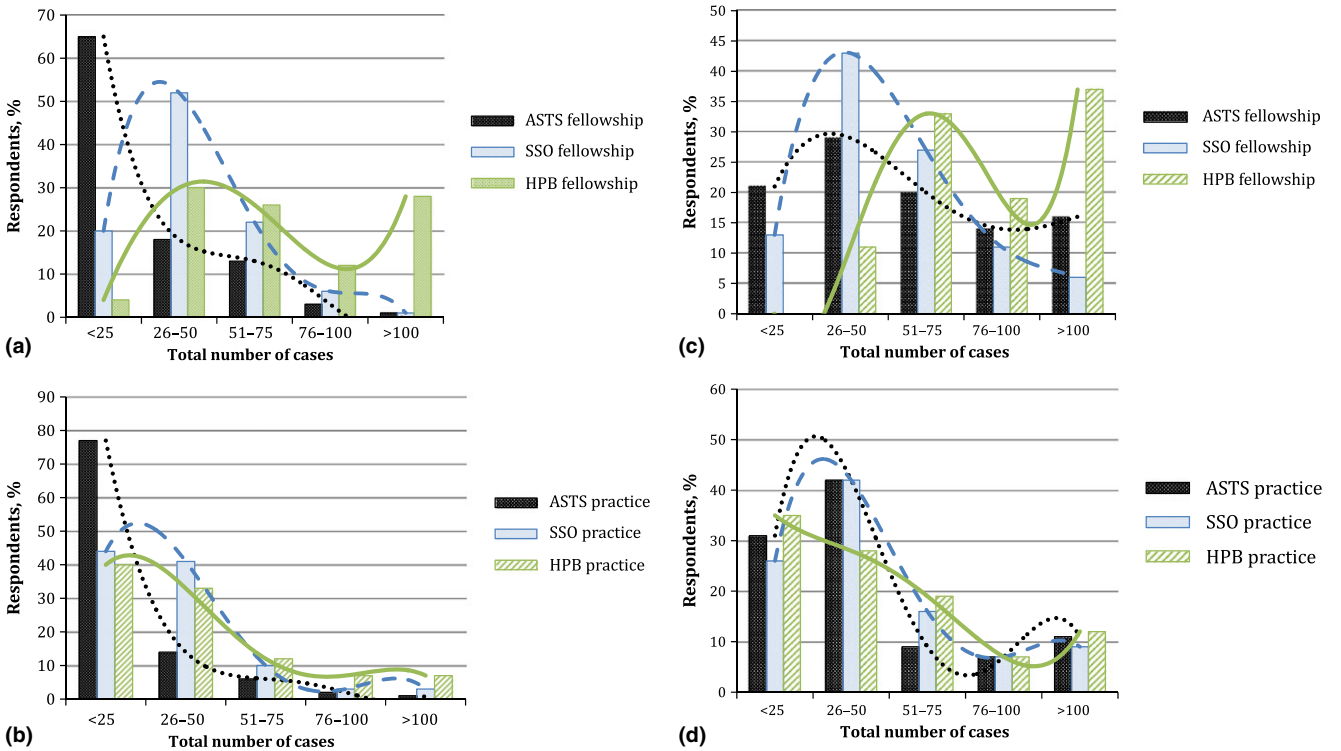 70
60
50
40
30
20
10
0
Respondents, %
<25 26–50 51–75 76–100 >100
Total number of cases
ASTS fellowship
SSO fellowship
HPB fellowship
(a)
50
45
40
35
30
25
20
15
10
5
0
Respondents, %
<25 26–50 51–75 76–100 >100
Total number of cases
ASTS fellowship
SSO fellowship
HPB fellowship
(c)
90
80
70
60
50
40
30
20
10
0
Respondents, %
<25 26–50 51–75 76–100 >100
Total number of cases
ASTS practice
SSO practice
HPB practice
(b)
60
50
40
30
20
10
0
Respondents, %
<25 26–50 51–75 76–100 >100
Total number of cases
ASTS practice
SSO practice
HPB practice
(d)